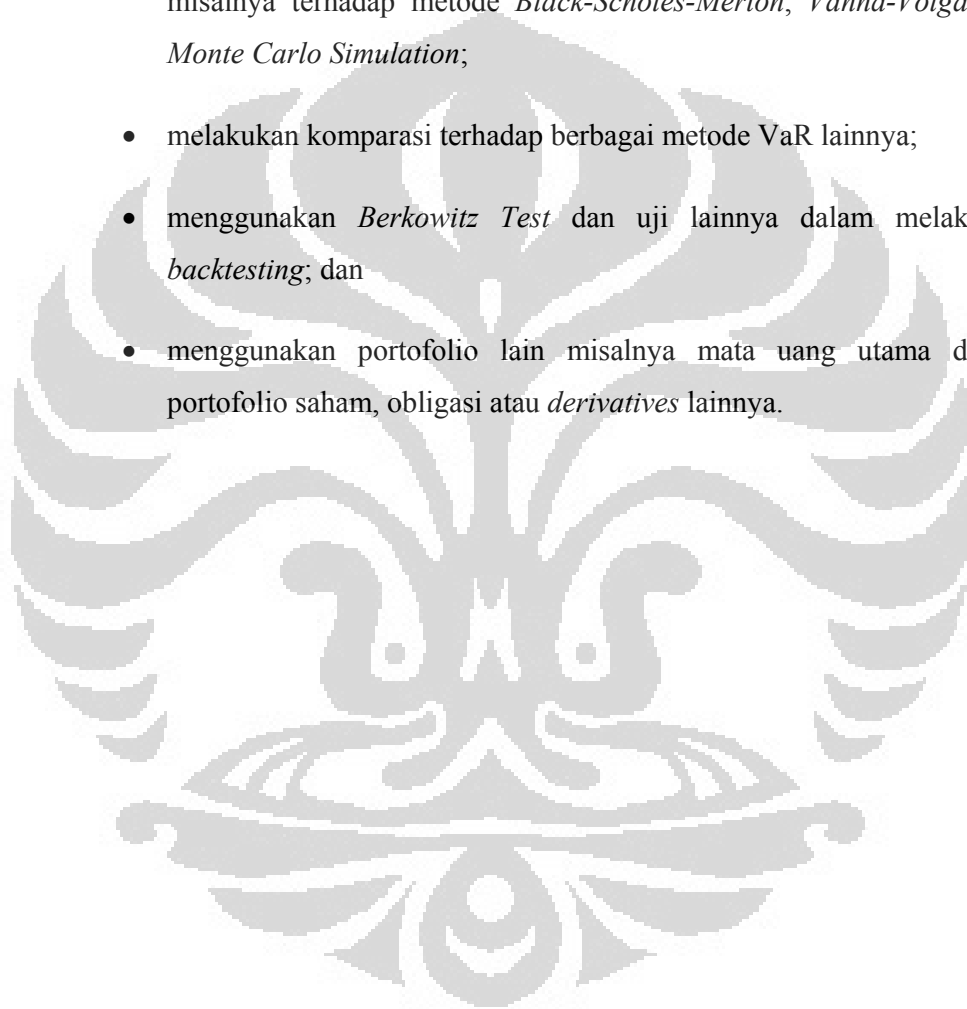 misalnya terhadap metode Black-Scholes-Merton, Vanna-Volga
Monte Carlo Simulation;
• melakukan komparasi terhadap berbagai metode VaR lainnya;
• menggunakan Berkowitz Test dan uji lainnya dalam melak
backtesting; dan
• menggunakan portofolio lain misalnya mata uang utama d
portofolio saham, obligasi atau derivatives lainnya.